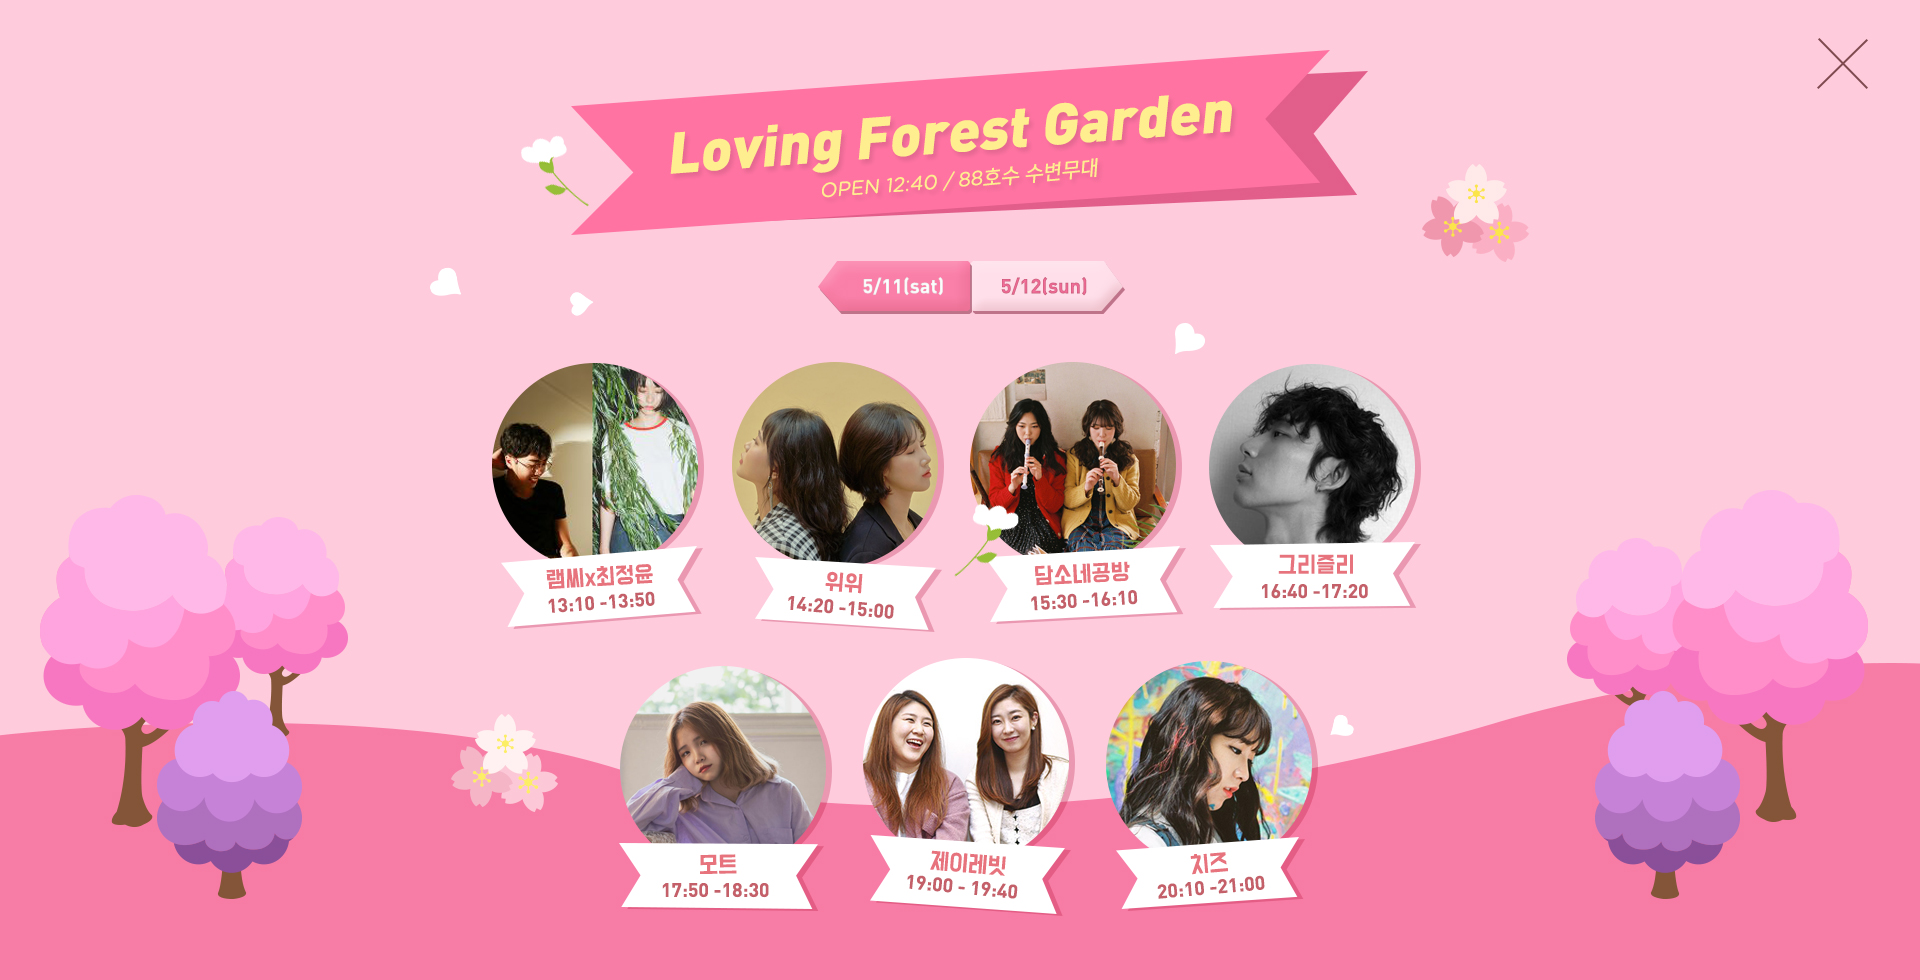 Loving Forest Garden
OPEN 12:40 / 88호수 수변무대
5/11(sat)
5/12(sun)
램씨x최정윤
13:10 -13:50
위위
14:20 -15:00
담소네공방
15:30 -16:10
그리즐리
16:40 -17:20
모트
17:50 -18:30
제이레빗
19:00 - 19:40
치즈
20:10 -21:00